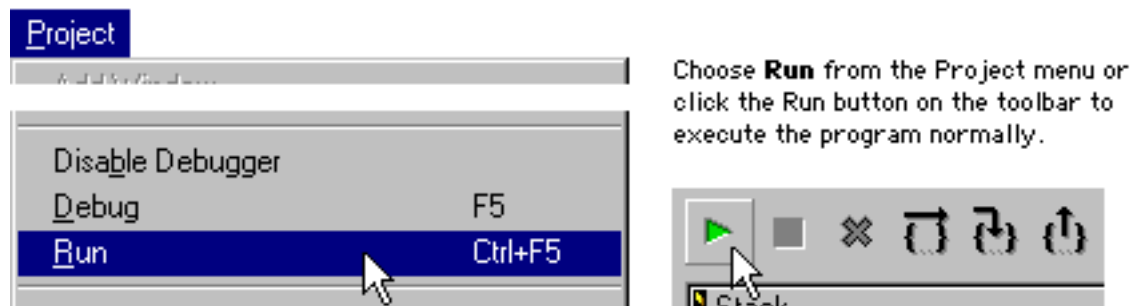 Project
Disable Debugger
Debug F5
Run Ctrl+F5
Choose Run from the Project menu or
click the Run button on the toolbar to
execute the program normally.
Stack